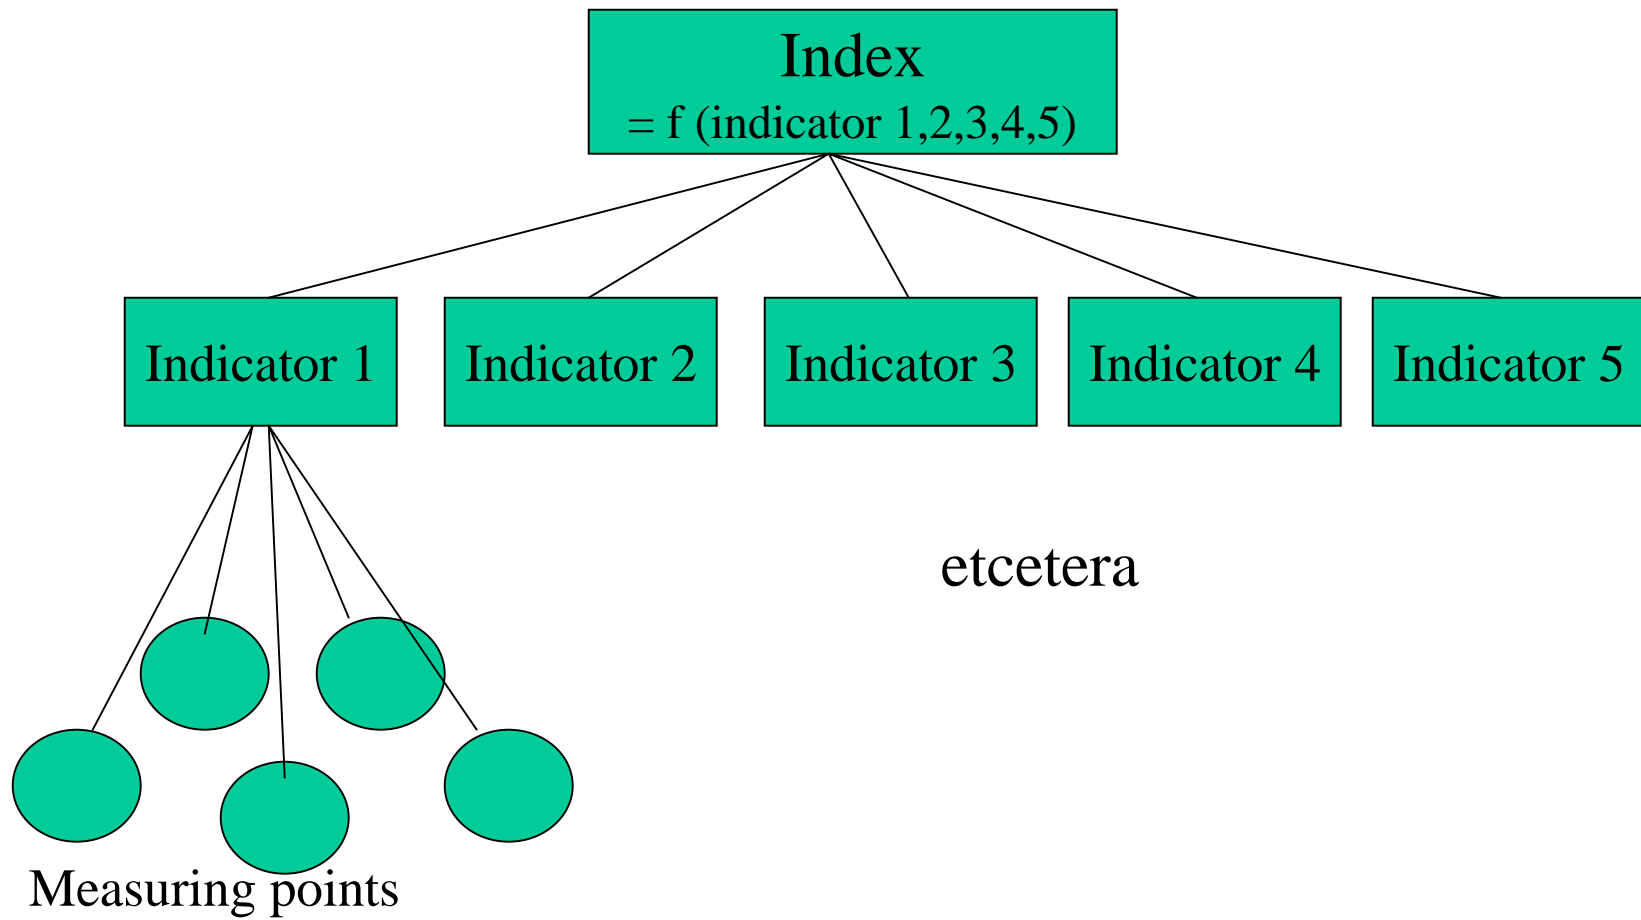 Index
= f (indicator 1,2,3,4,5)
Indicator 1
Indicator 2
Indicator 3
Indicator 4
Indicator 5
etcetera
Measuring points